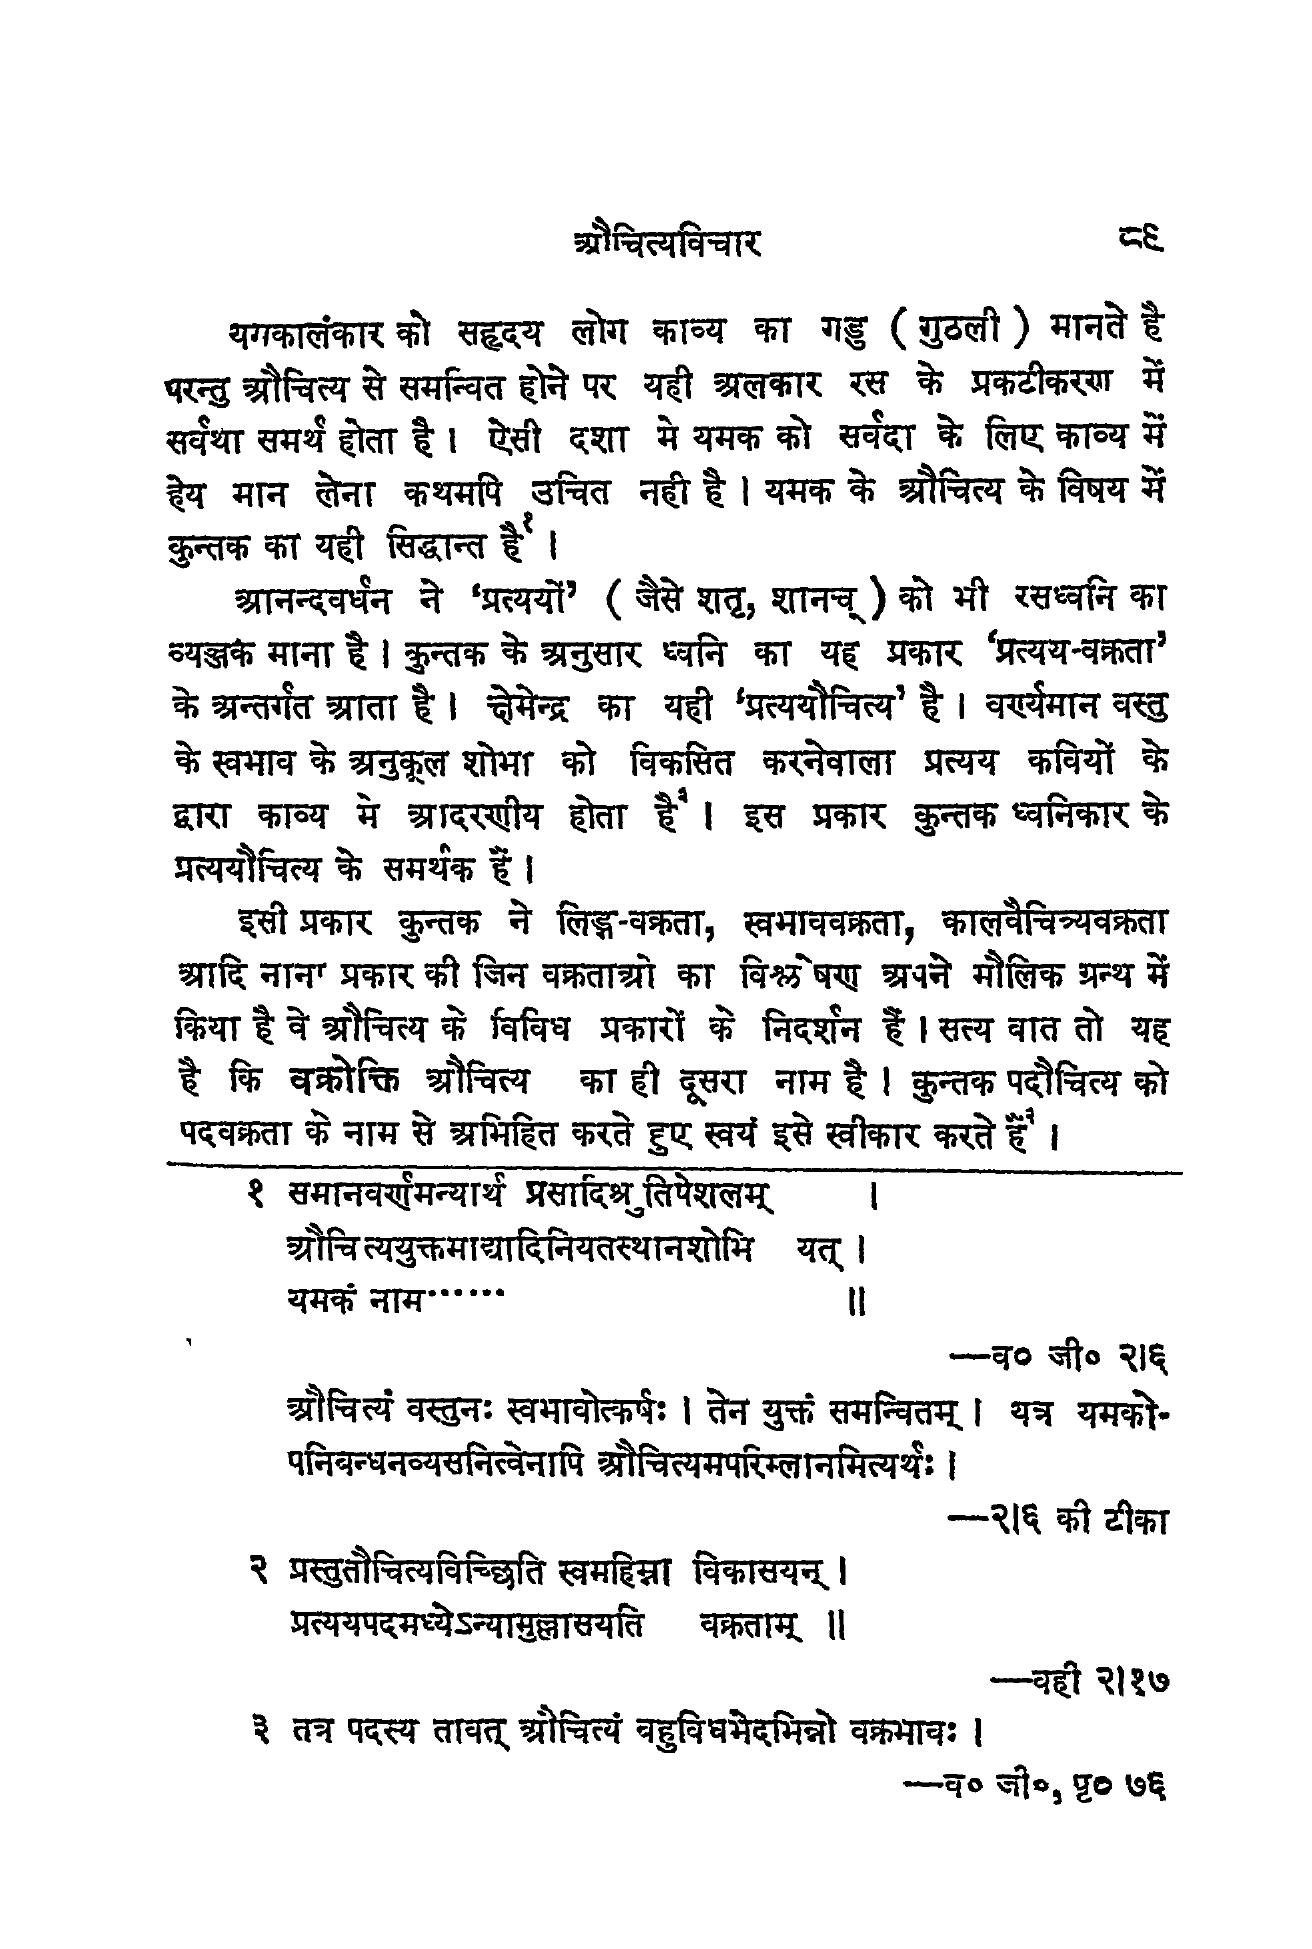 औचित्यविचार ८९
यमकालंकार को सहृदय लोग काव्य का गड्डु ( गुठली ) मानते है
परन्तु औचित्य से समन्वित होने पर यही अलकार रस के प्रकटीकरण में
सर्वथा समर्थ होता है। ऐसी दशा मे यमक को सर्वदा के लिए काव्य में
हेय मान लेना कथमपि उचित नही है। यमक के औचित्य के विषय में
कुन्तक का यही सिद्धान्त है१।
आनन्दवर्धन ने ‘प्रत्ययों’ ( जैसे शतृ, शानच् ) को भी रसध्वनि का
व्यञ्जक माना है। कुन्तक के अनुसार ध्वनि का यह प्रकार ‘प्रत्यय-वक्रता’
के अन्तर्गत आता है। क्षेमेन्द्र का यही ‘प्रत्ययौचित्य’ है। वर्ण्यमान वस्तु
के स्वभाव के अनुकूल शोभा को विकसित करनेवाला प्रत्यय कवियों के
द्वारा काव्य मे आदरणीय होता है२। इस प्रकार कुन्तक ध्वनिकार के
प्रत्ययौचित्य के समर्थक हैं।
इसी प्रकार कुन्तक ने लिङ्ग-वक्रता, स्वभाववक्रता, कालवैचित्र्यवक्रता
आदि नाना प्रकार की जिन वक्रताओ का विश्लेषण अपने मौलिक ग्रन्थ में
किया है वे औचित्य के विविध प्रकारों के निदर्शन हैं। सत्य बात तो यह
है कि वक्रोक्ति औचित्य का ही दूसरा नाम है। कुन्तक पदौचित्य को
पदवक्रता के नाम से अभिहित करते हुए स्वयं इसे स्वीकार करते हैं३।
१ समानवर्णमन्यार्थ प्रसादिश्रुतिपेशलम् ।
औचित्ययुक्तमाद्यादिनियतस्थानशोभि यत् ।
यमकं नाम...... ॥
—व० जी० २।६
औचित्यं वस्तुनः स्वभावोत्कर्षः। तेन युक्तं समन्वितम्। यत्र यमको-
पनिबन्धनव्यसनित्वेनापि औचित्यमपरिम्लानमित्यर्थः।
—२।६ की टीका
२ प्रस्तुतौचित्यविच्छिति स्वमहिम्ना विकासयन्।
प्रत्ययपदमध्येऽन्यामुल्लासयति वक्रताम् ॥
—वही २।१७
३ तत्र पदस्य तावत् औचित्यं बहुविधभेदभिन्नो वक्रभावः।
—व० जी०, पृ० ७६